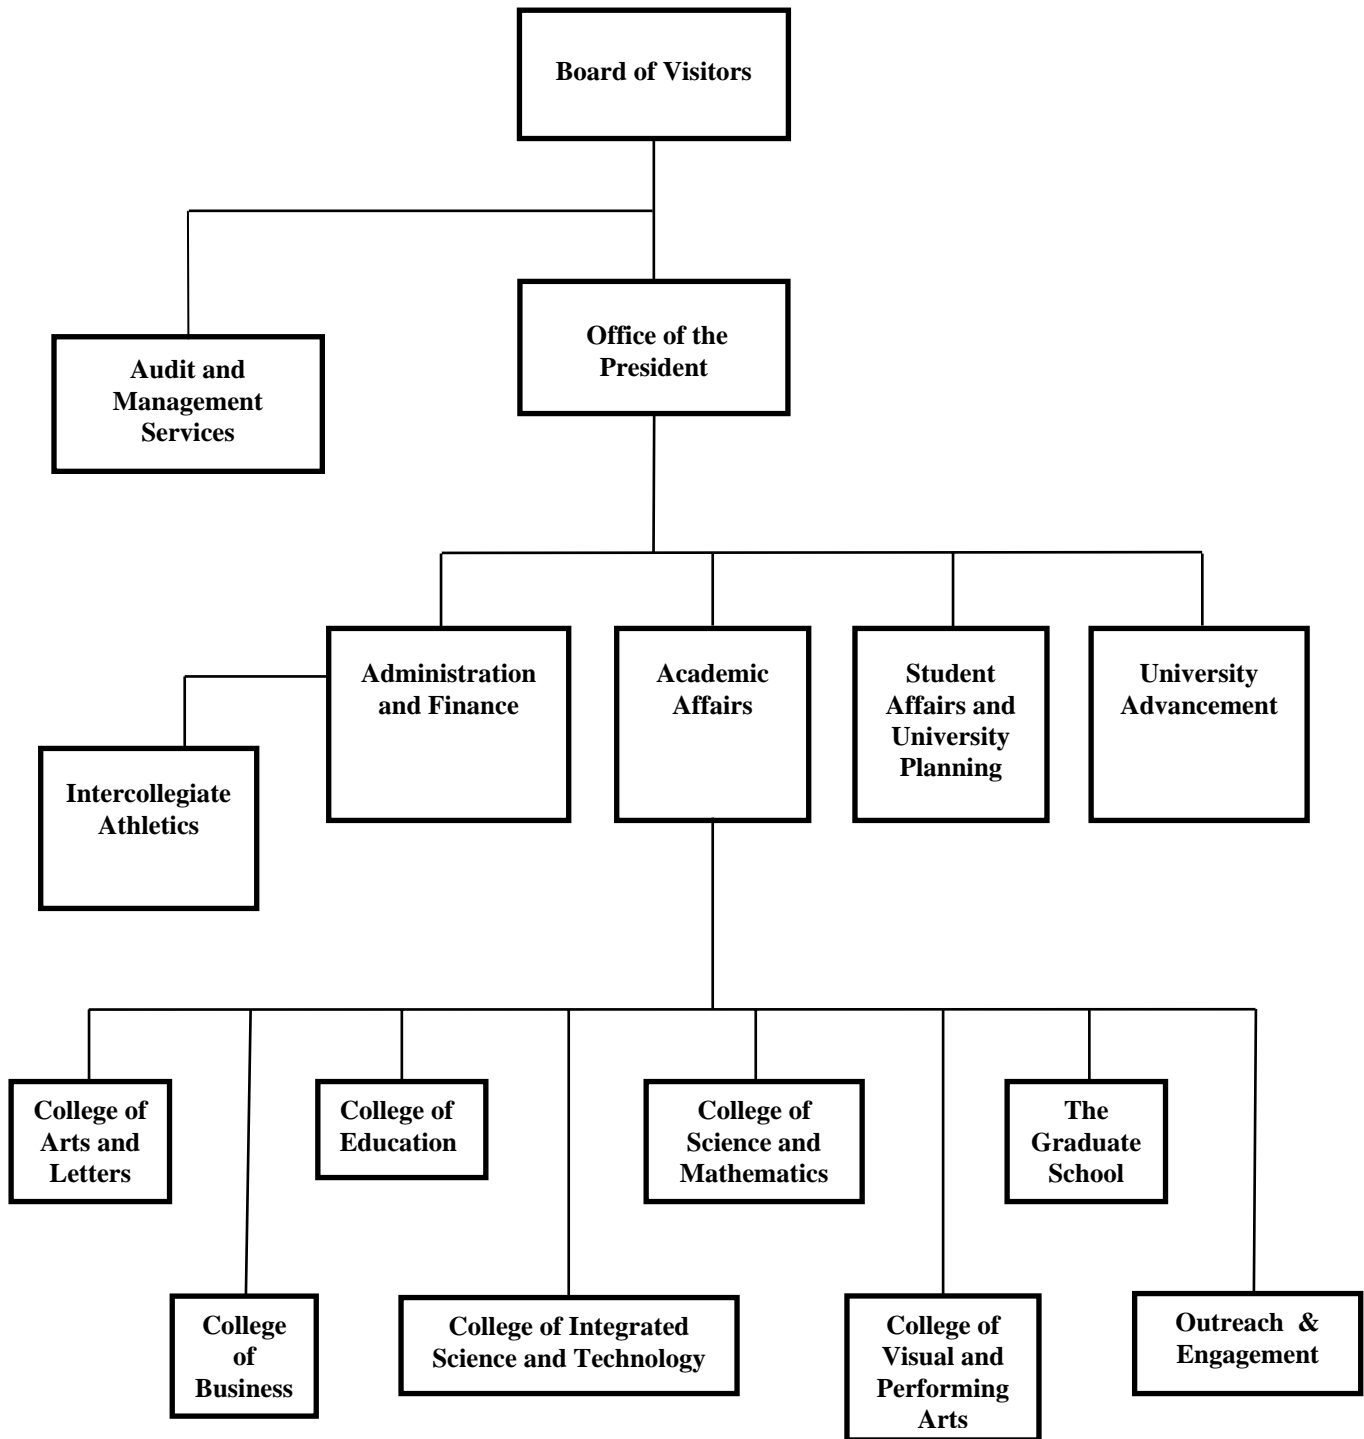 Board of Visitors
Office of the
President
Audit and
Management
Services
Administration
and Finance
Academic
Affairs
Student
Affairs and
University
Planning
University
Advancement
Intercollegiate
Athletics
College of
Arts and
Letters
College of
Education
College of
Science and
Mathematics
The
Graduate
School
College
of
Business
College of Integrated
Science and Technology
College of
Visual and
Performing
Arts
Outreach &
Engagement